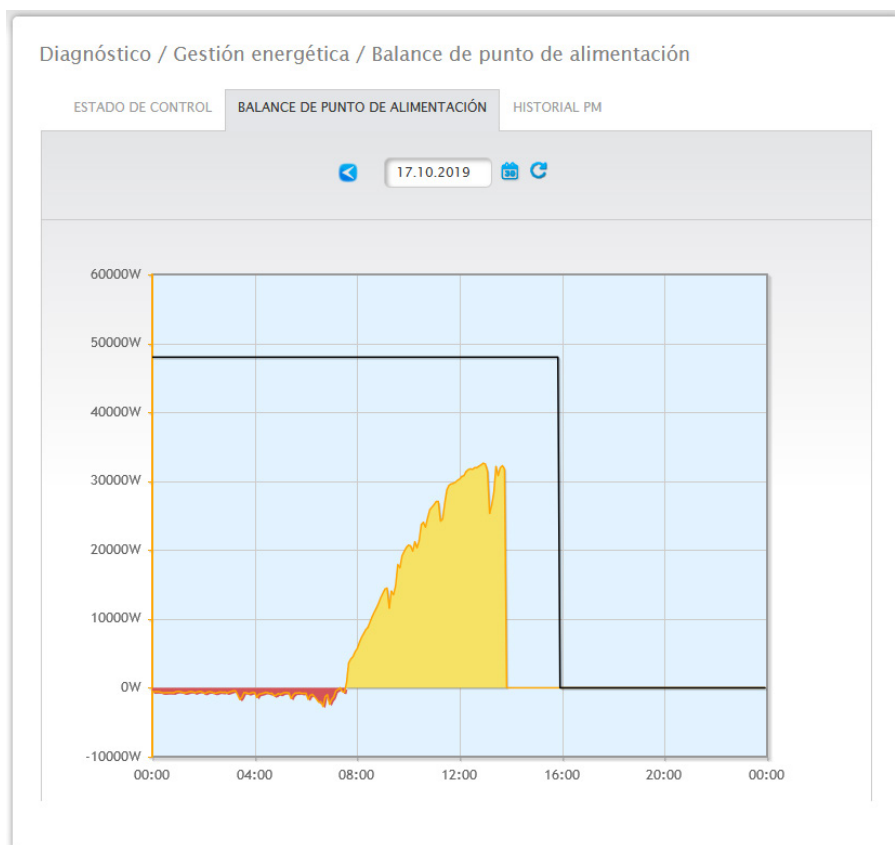 Diagnóstico / Gestión energética / Balance de punto de alimentación
ESTADO DE CONTROL BALANCE DE PUNTO DE ALIMENTACIÓN HISTORIAL PM
17.10.2019 30
60000W
50000W
40000W
30000W
20000W
10000W
0W
-10000W
00:00 04:00 08:00 12:00 16:00 20:00 00:00